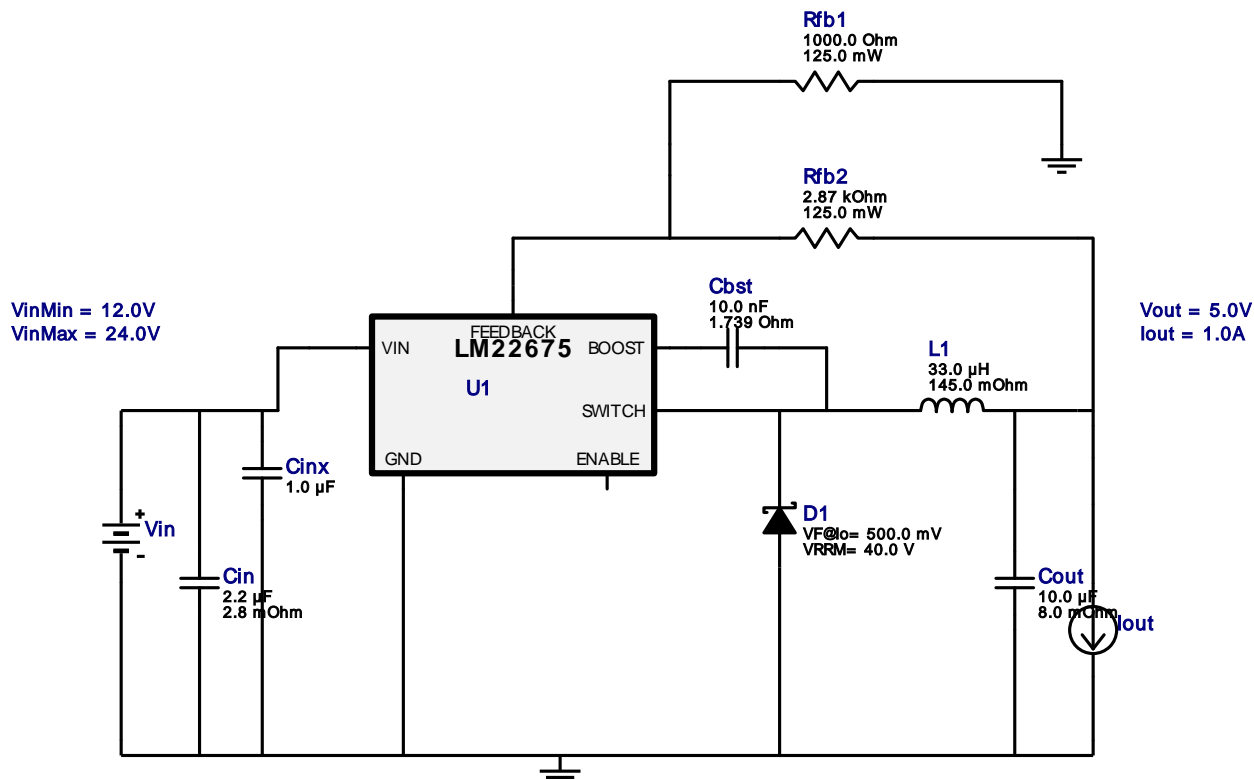 Rfb1
1000.0 Ohm
125.0 mW
Rfb2
2.87 kOhm
125.0 mW
VinMin = 12.0V
VinMax = 24.0V
Cbst
10.0 nF
1.739 Ohm
Vout = 5.0V
Iout = 1.0A
FEEDBACK
VIN
LM22675
BOOST
U1
SWITCH
GND
ENABLE
L1
33.0 µH
145.0 mOhm
Cinx
1.0 µF
+
Vin
-
Cin
2.2 µF
2.8 mOhm
D1
VF@Io= 500.0 mV
VRRM= 40.0 V
Cout
10.0 µF
8.0 mOhm
Iout